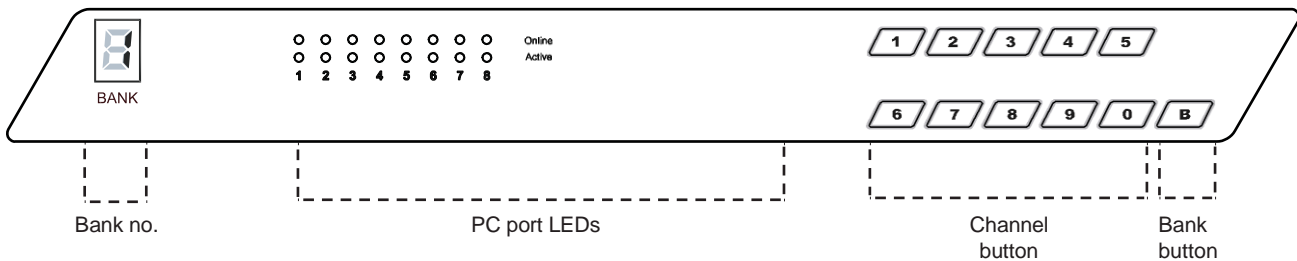 1
BANK
Online
Active
1 2 3 4 5 6 7 8
1 2 3 4 5
6 7 8 9 0 B
Bank no.
PC port LEDs
Channel
button
Bank
button